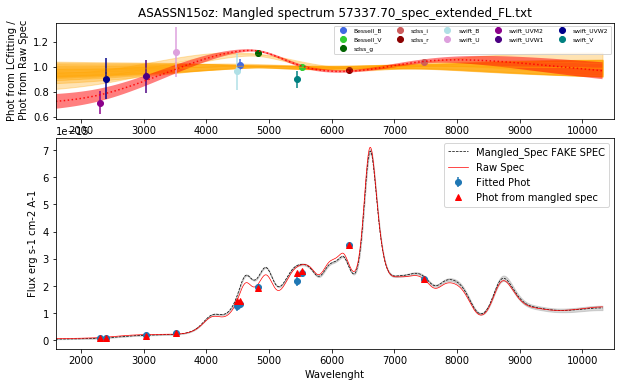 ASASSN15oz: Mangled spectrum 57337.70_spec_extended_FL.txt
Phot from LCfitting /
Phot from Raw Spec
1.2
1.0
0.8
0.6
Bessell_B
Bessell_V
sdss_g
sdss_i
sdss_r
swift_B
swift_U
swift_UVM2
swift_UVW1
swift_UVW2
swift_V
2000 3000 4000 5000 6000 7000 8000 9000 10000
Flux erg s-1 cm-2 A-1
7
6
5
4
3
2
1
0
Mangled_Spec FAKE SPEC
Raw Spec
Fitted Phot
Phot from mangled spec
2000 3000 4000 5000 6000 7000 8000 9000 10000
Wavelenght